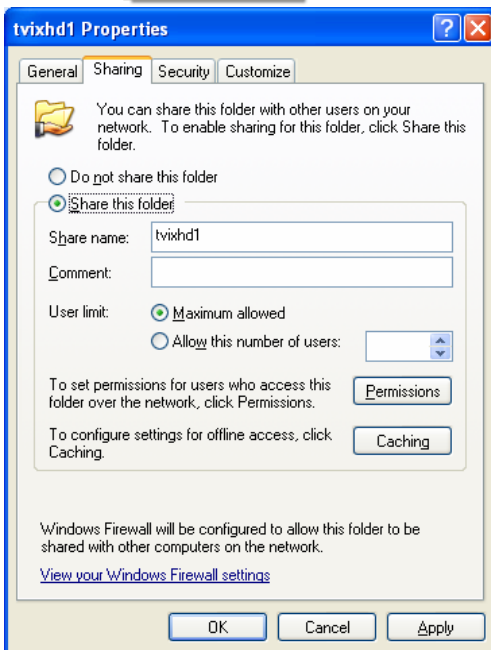 tvixhd1 Properties
General Sharing Security Customize
You can share this folder with other users on your
network. To enable sharing for this folder, click Share this
folder.
Do not share this folder
Share this folder
Share name: tvixhd1
Comment:
User limit: Maximum allowed
Allow this number of users:
To set permissions for users who access this
folder over the network, click Permissions.
Permissions
To configure settings for offline access, click
Caching.
Caching
Windows Firewall will be configured to allow this folder to be
shared with other computers on the network.
View your Windows Firewall settings
OK Cancel Apply